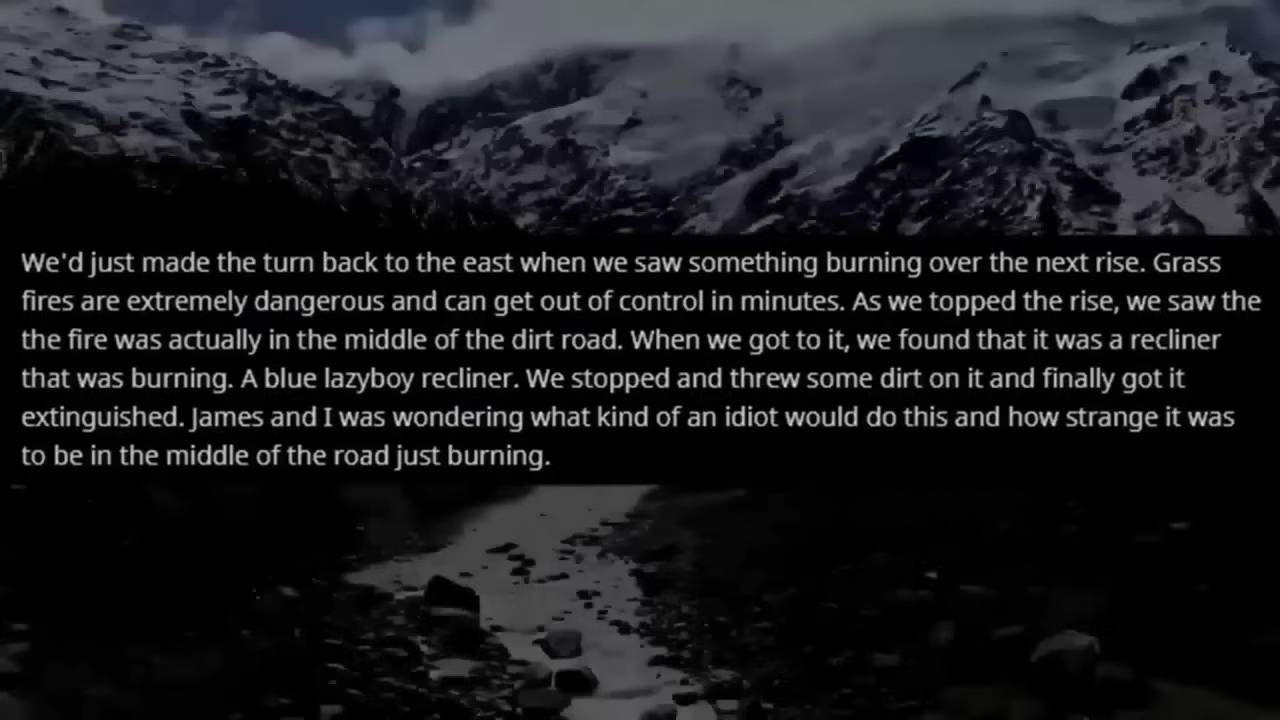 We'd just made the turn back to the east when we saw something burning over the next rise. Grass
fires are extremely dangerous and can get out of control in minutes. As we topped the rise, we saw the
the fire was actually in the middle of the dirt road. When we got to it, we found that it was a recliner
that was burning. A blue lazyboy recliner. We stopped and threw some dirt on it and finally got it
extinguished. James and I was wondering what kind of an idiot would do this and how strange it was
to be in the middle of the road just burning.